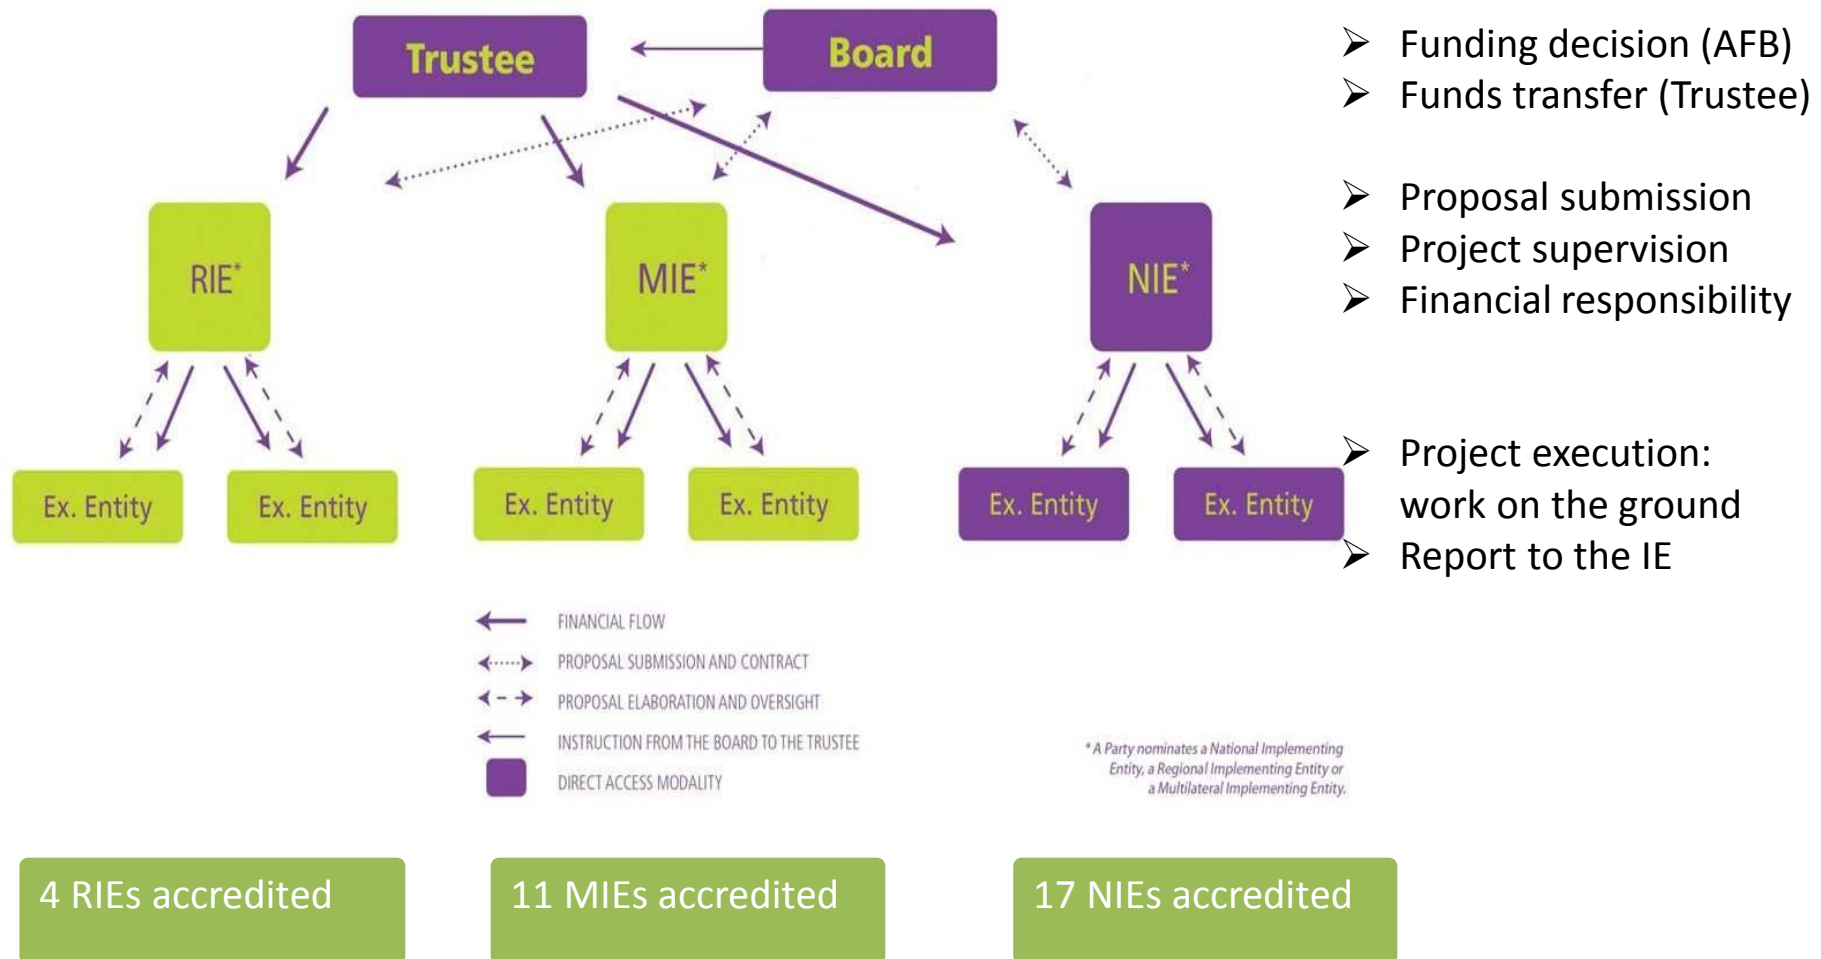 Trustee
Board
➢ Funding decision (AFB)
➢ Funds transfer (Trustee)
➢ Proposal submission
➢ Project supervision
➢ Financial responsibility
RIE*
MIE*
NIE*
➢ Project execution:
work on the ground
➢ Report to the IE
Ex. Entity
Ex. Entity
Ex. Entity
Ex. Entity
Ex. Entity
Ex. Entity
FINANCIAL FLOW
PROPOSAL SUBMISSION AND CONTRACT
PROPOSAL ELABORATION AND OVERSIGHT
INSTRUCTION FROM THE BOARD TO THE TRUSTEE
DIRECT ACCESS MODALITY
* A Party nominates a National Implementing
Entity, a Regional Implementing Entity or
a Multilateral Implementing Entity.
4 RIEs accredited
11 MIEs accredited
17 NIEs accredited